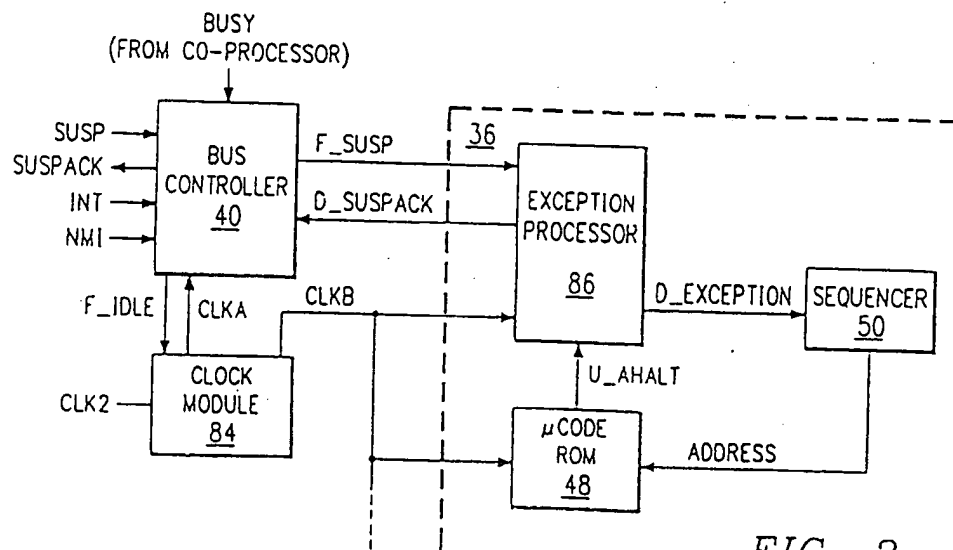 BUSY
(FROM CO-PROCESSOR)
SUSP
SUSPACK
INT
NMI
BUS
CONTROLLER
40
F_SUSP
D_SUSPACK
36
EXCEPTION
PROCESSOR
86
D_EXCEPTION
SEQUENCER
50
F_IDLE
CLKA
CLKB
CLK2
CLOCK
MODULE
84
U_AHALT
μCODE
ROM
48
ADDRESS
FIG.